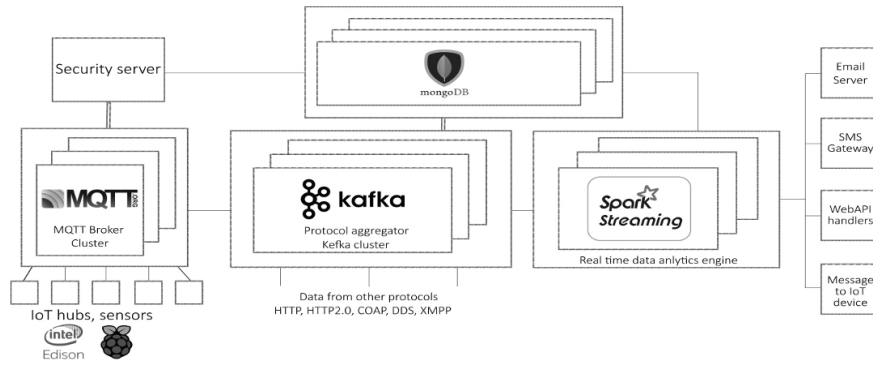 Security server
mongoDB
Email
Server
SMS
Gateway
WebAPI
handlers
Message
to IoT
device
MQTT.ORG
MQTT Broker
Cluster
kafka
Protocol aggregator
Kefka cluster
Spark
Streaming
Real time data anlytics engine
IoT hubs, sensors
intel
Edison
Data from other protocols
HTTP, HTTP2.0, COAP, DDS, XMPP